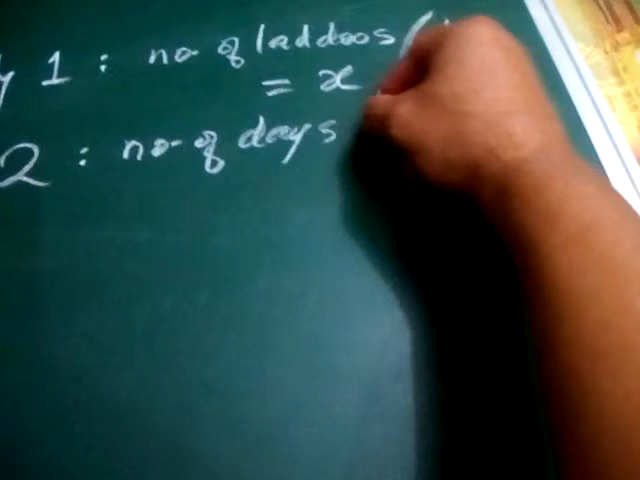 y 1 : no of laddoos (
= x
2 : no. of days